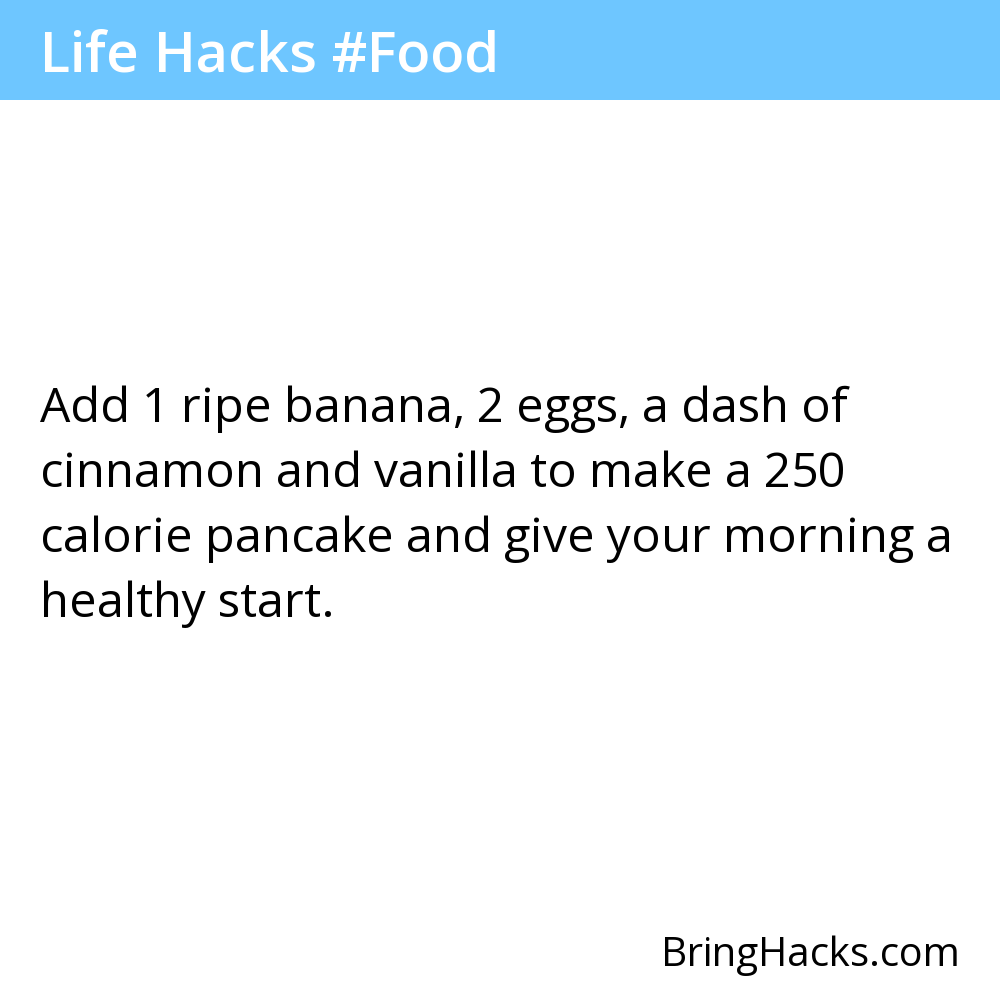 Life Hacks #Food
Add 1 ripe banana, 2 eggs, a dash of
cinnamon and vanilla to make a 250
calorie pancake and give your morning a
healthy start.
BringHacks.com